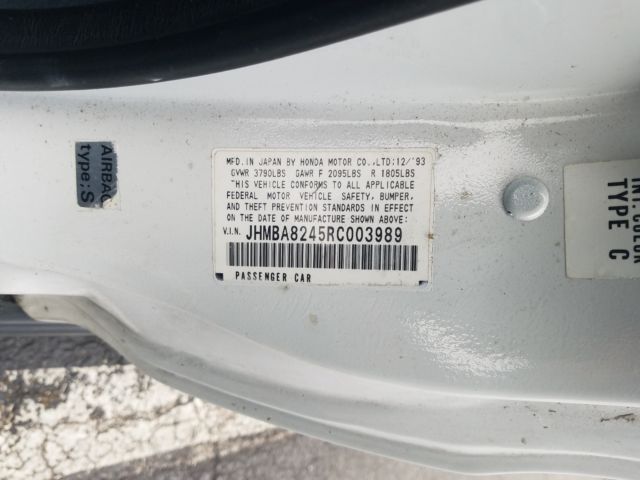 AIRBAG
type;S
MFD.IN JAPAN BY HONDA MOTOR CO.,LTD:12/'93
GVWR 3790LBS GAWR F 2095LBS R 1805LBS
"THIS VEHICLE CONFORMS TO ALL APPLICABLE
FEDERAL MOTOR VEHICLE SAFETY, BUMPER,
AND THEFT PREVENTION STANDARDS IN EFFECT
ON THE DATE OF MANUFACTURE SHOWN ABOVE:
V.I.N. JHMBA8245RC003989
PASSENGER CAR
TYPE C